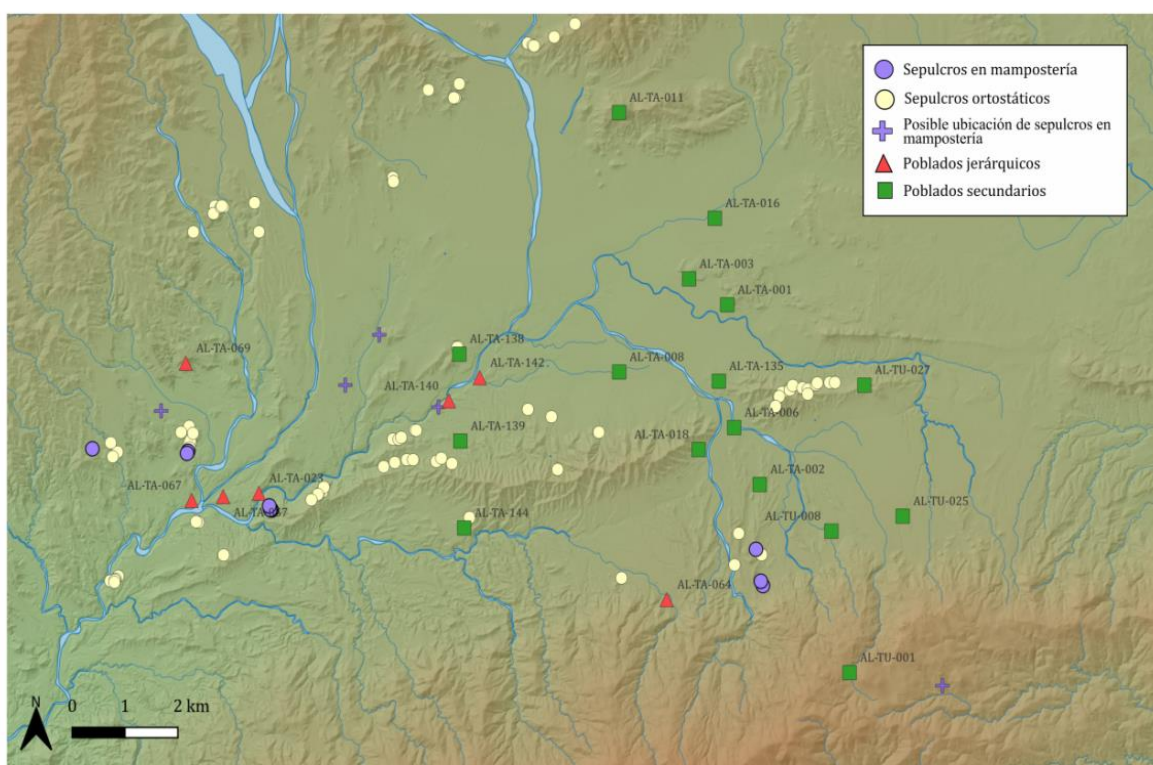 Sepulcros en mampostería
Sepulcros ortostáticos
Posible ubicación de sepulcros en
mampostería
Poblados jerárquicos
Poblados secundarios
AL-TA-011
AL-TA-016
AL-TA-003
AL-TA-001
AL-TA-138
AL-TA-069
AL-TA-142
AL-TA-008
AL-TA-135
AL-TU-027
AL-TA-140
AL-TA-006
AL-TA-139
AL-TA-018
AL-TA-002
AL-TA-023
AL-TA-067
AL-TU-025
AL-TA-144
AL-TU-008
AL-TA-064
AL-TU-001
N
0 1 2 km